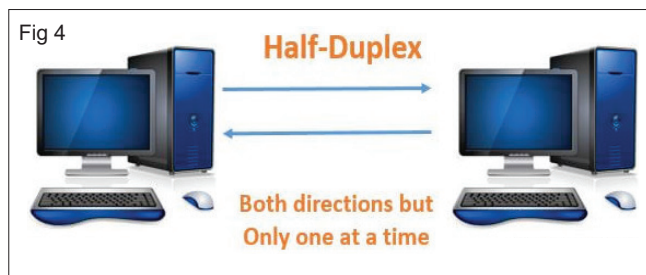 Fig 4
Half-Duplex
Both directions but
Only one at a time